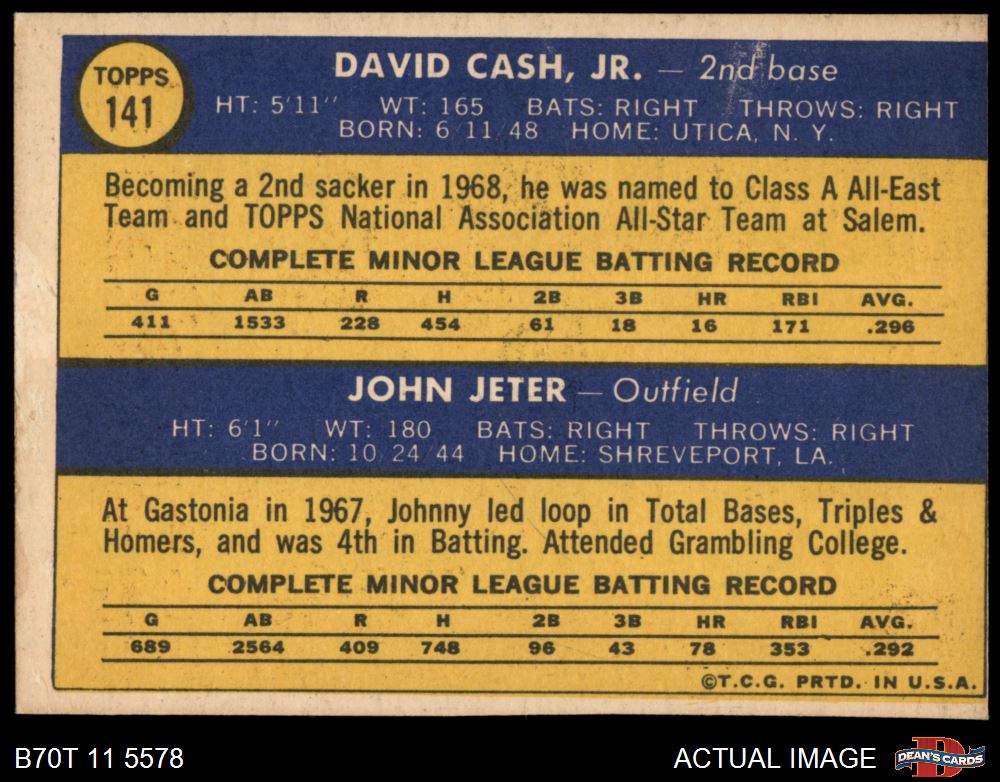 TOPPS
141
DAVID CASH, JR. — 2nd base
HT: 5'11" WT: 165 BATS: RIGHT THROWS: RIGHT
BORN: 6 11 48 HOME: UTICA, N. Y.
Becoming a 2nd sacker in 1968, he was named to Class A All-East
Team and TOPPS National Association All-Star Team at Salem.
COMPLETE MINOR LEAGUE BATTING RECORD
G AB R H 2B 3B HR RBI AVG.
411 1533 228 454 61 18 16 171 .296
JOHN JETER — Outfield
HT: 6'1" WT: 180 BATS: RIGHT THROWS: RIGHT
BORN: 10 24 44 HOME: SHREVEPORT, LA.
At Gastonia in 1967, Johnny led loop in Total Bases, Triples &
Homers, and was 4th in Batting. Attended Grambling College.
COMPLETE MINOR LEAGUE BATTING RECORD
G AB R H 2B 3B HR RBI AVG.
689 2564 409 748 96 43 78 353 .292
©T.C.G. PRTD. IN U.S.A.
B70T 11 5578 ACTUAL IMAGE D DEAN'S CARDS